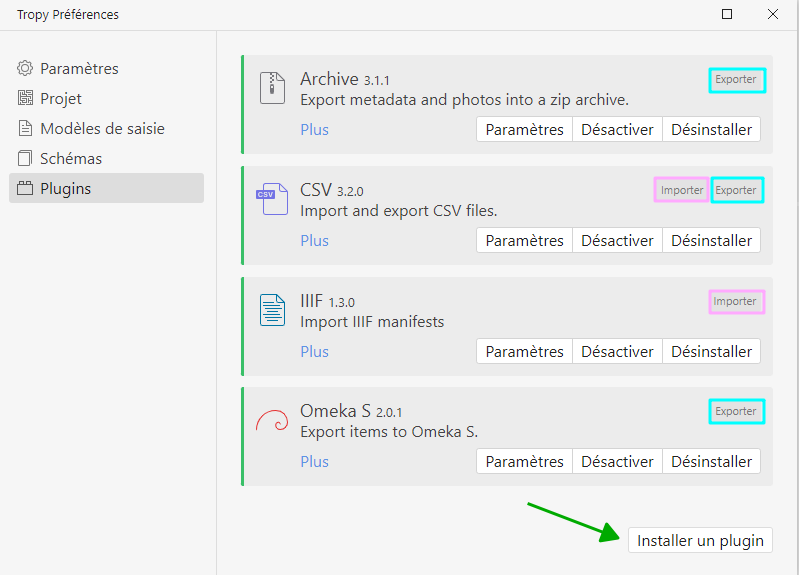 Tropy Préférences
Paramètres
Projet
Modèles de saisie
Schémas
Plugins
Archive 3.1.1
Exporter
Export metadata and photos into a zip archive.
Plus
Paramètres
Désactiver
Désinstaller
CSV
CSV 3.2.0
Importer
Exporter
Import and export CSV files.
Plus
Paramètres
Désactiver
Désinstaller
IIIF 1.3.0
Importer
Import IIIF manifests
Plus
Paramètres
Désactiver
Désinstaller
Omeka S 2.0.1
Exporter
Export items to Omeka S.
Plus
Paramètres
Désactiver
Désinstaller
Installer un plugin